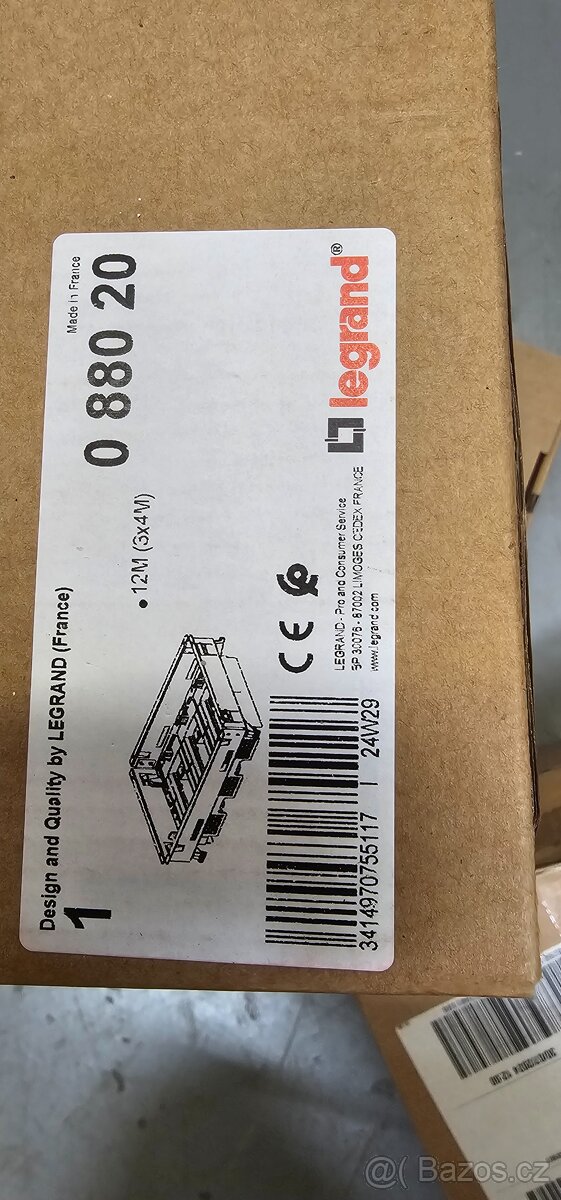 Design and Quality by LEGRAND (France)
Made in France
1
0 880 20
• 12M (3x4M)
CE
LEGRAND - Pro and Consumer Service
BP 30076 - 87002 LIMOGES CEDEX FRANCE
www.legrand.com
legrand®
3414970755117 | 24W29
@( Bazos.cz